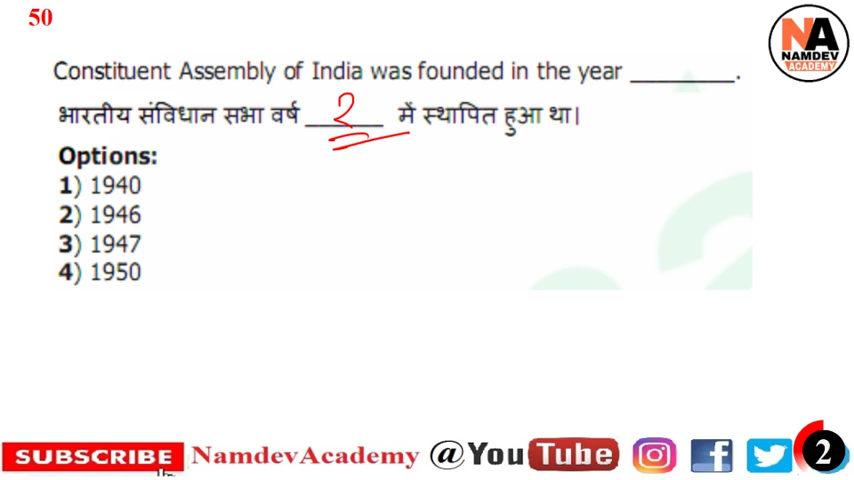 50
NA
NAMDEV
ACADEMY
Constituent Assembly of India was founded in the year ________.
भारतीय संविधान सभा वर्ष 2 में स्थापित हुआ था।
Options:
1) 1940
2) 1946
3) 1947
4) 1950
SUBSCRIBE NamdevAcademy @YouTube 2